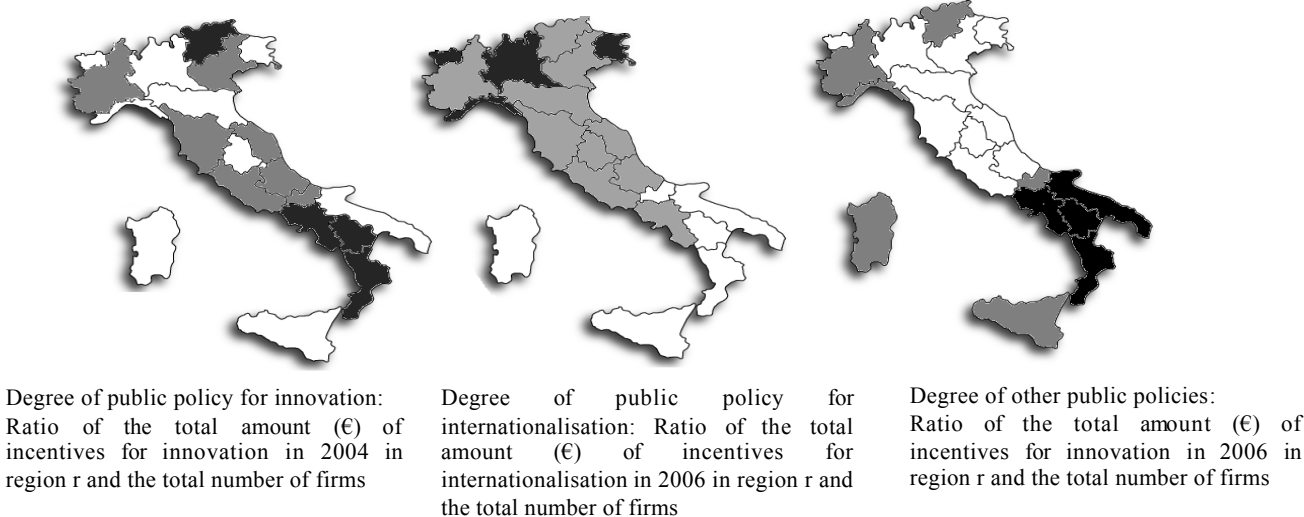 Degree of public policy for innovation:
Ratio of the total amount (€) of
incentives for innovation in 2004 in
region r and the total number of firms
Degree of public policy for
internationalisation: Ratio of the total
amount (€) of incentives for
internationalisation in 2006 in region r and
the total number of firms
Degree of other public policies:
Ratio of the total amount (€) of
incentives for innovation in 2006 in
region r and the total number of firms